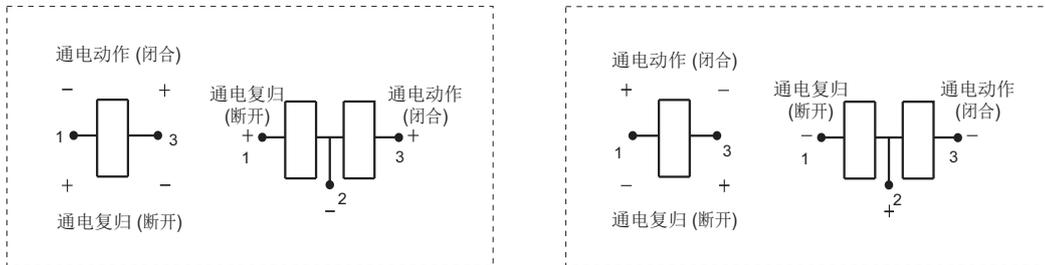 通电动作 (闭合)
− +
1 3
+ −
通电复归 (断开)
通电复归
(断开)
通电动作
(闭合)
+ +
1 3
2
−
通电动作 (闭合)
+ −
1 3
− +
通电复归 (断开)
通电复归
(断开)
通电动作
(闭合)
− −
1 3
2
+